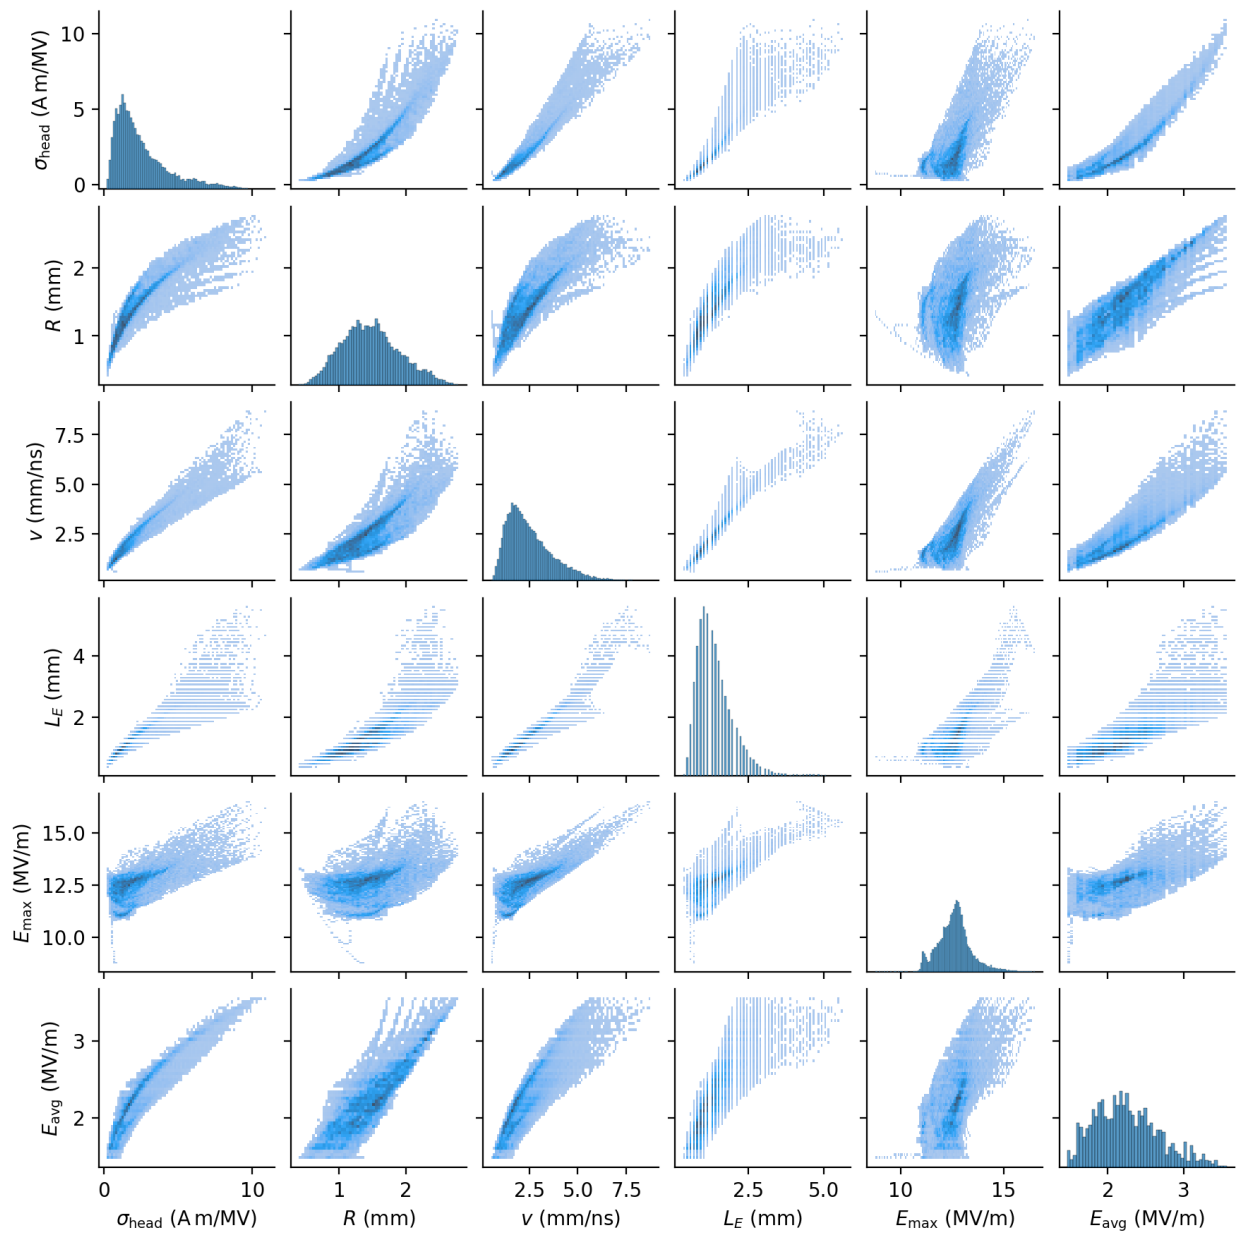 10
5
0
σhead (A m/MV)
2
1
R (mm)
7.5
5.0
2.5
v (mm/ns)
4
2
LE (mm)
15.0
12.5
10.0
Emax (MV/m)
3
2
Eavg (MV/m)
0 10 1 2 2.5 5.0 7.5 2.5 5.0 10 15 2 3
σhead (A m/MV) R (mm) v (mm/ns) LE (mm) Emax (MV/m) Eavg (MV/m)